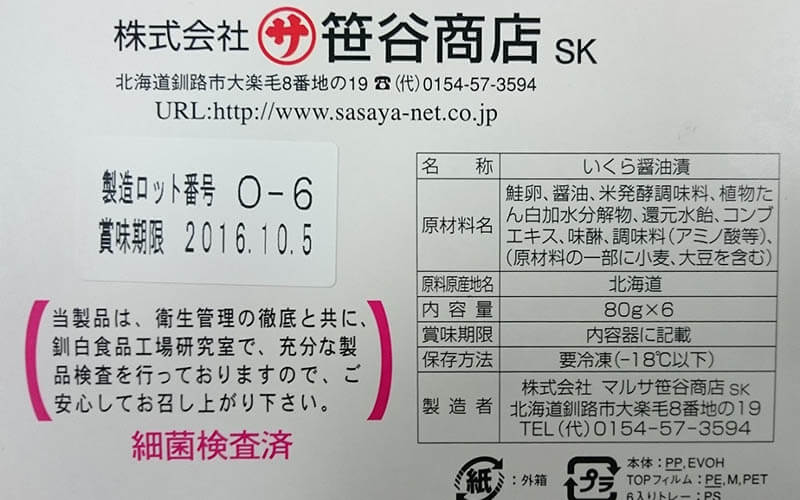 株式会社 サ 笹谷商店 SK
北海道釧路市大楽毛8番地の19 ☎(代)0154-57-3594
URL:http://www.sasaya-net.co.jp
製造ロット番号 O-6
賞味期限 2016.10.5
当製品は、衛生管理の徹底と共に、
釧白食品工場研究室で、充分な製
品検査を行っておりますので、ご
安心してお召し上がり下さい。
細菌検査済
名称 いくら醤油漬
原材料名 鮭卵、醤油、米発酵調味料、植物た
ん白加水分解物、還元水飴、コンブ
エキス、味醂、調味料(アミノ酸等)、
(原材料の一部に小麦、大豆を含む)
原料原産地名 北海道
内容量 80g×6
賞味期限 内容器に記載
保存方法 要冷凍(-18℃以下)
製造者 株式会社 マルサ笹谷商店 SK
北海道釧路市大楽毛8番地の19
TEL(代)0154-57-3594
紙 :外箱
プラ 本体:PP,EVOH
TOPフィルム:PE,M,PET
6入りトレー:PS